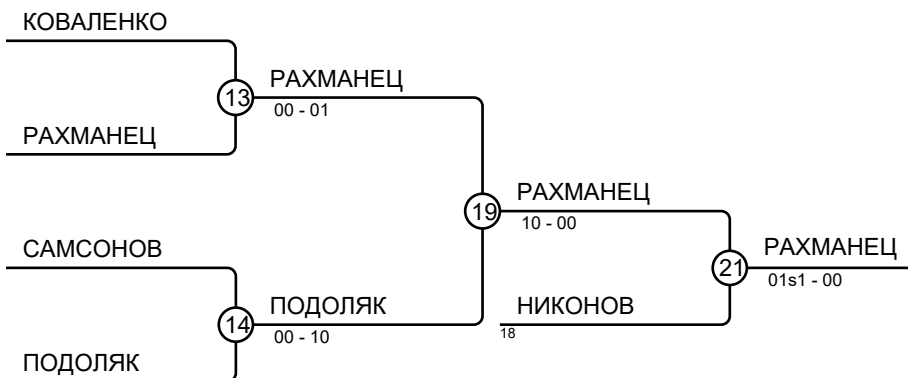 КОВАЛЕНКО
13
РАХМАНЕЦ
00 - 01
РАХМАНЕЦ
19
РАХМАНЕЦ
10 - 00
САМСОНОВ
21
РАХМАНЕЦ
01s1 - 00
14
ПОДОЛЯК
00 - 10
НИКОНОВ
18
ПОДОЛЯК